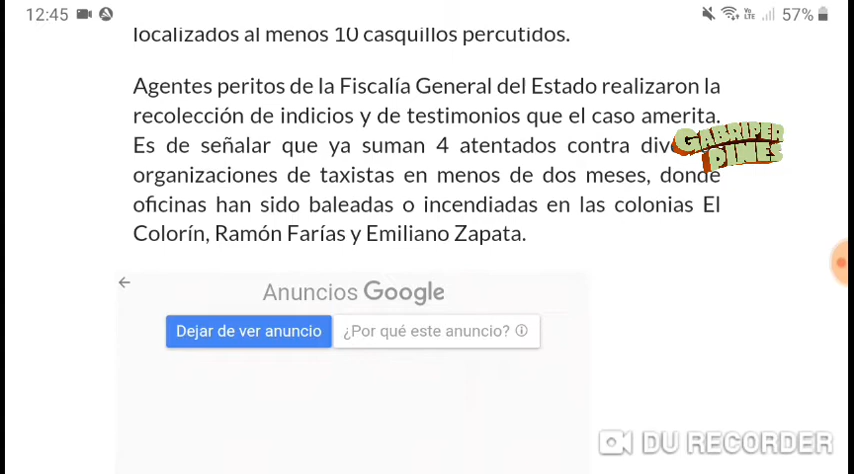 12:45
VoLTE 57%
localizados al menos 10 casquillos percutidos.
Agentes peritos de la Fiscalía General del Estado realizaron la
recolección de indicios y de testimonios que el caso amerita.
Es de señalar que ya suman 4 atentados contra
organizaciones de taxistas en menos de dos meses, donde
oficinas han sido baleadas o incendiadas en las colonias El
Colorín, Ramón Farías y Emiliano Zapata.
GABRIPER
PINES
Anuncios Google
Dejar de ver anuncio
¿Por qué este anuncio?
DU RECORDER